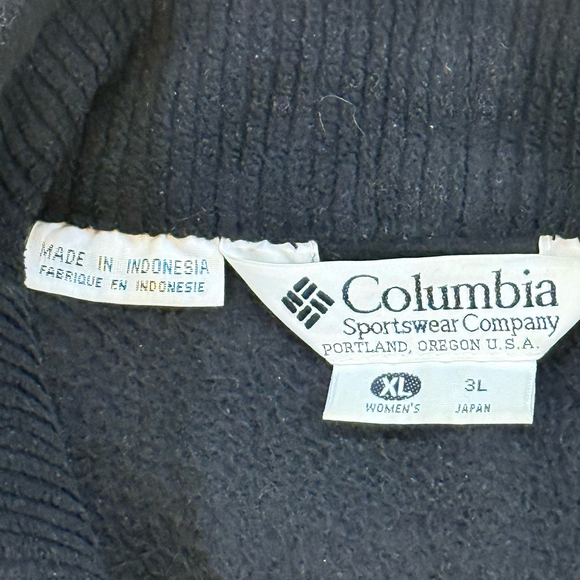 MADE IN INDONESIA
FABRIQUE EN INDONESIE
Columbia
Sportswear Company
PORTLAND, OREGON U.S.A.
XL 3L
WOMEN'S JAPAN